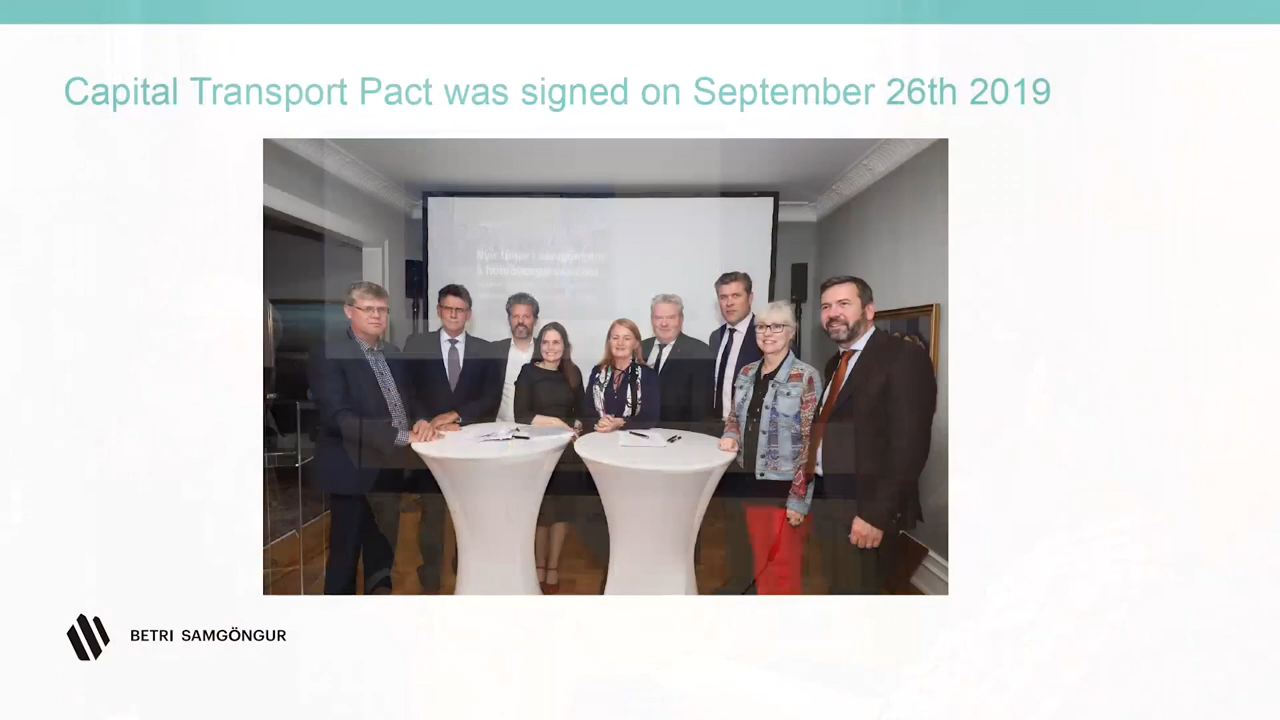 Capital Transport Pact was signed on September 26th 2019
BETRI SAMGÖNGUR